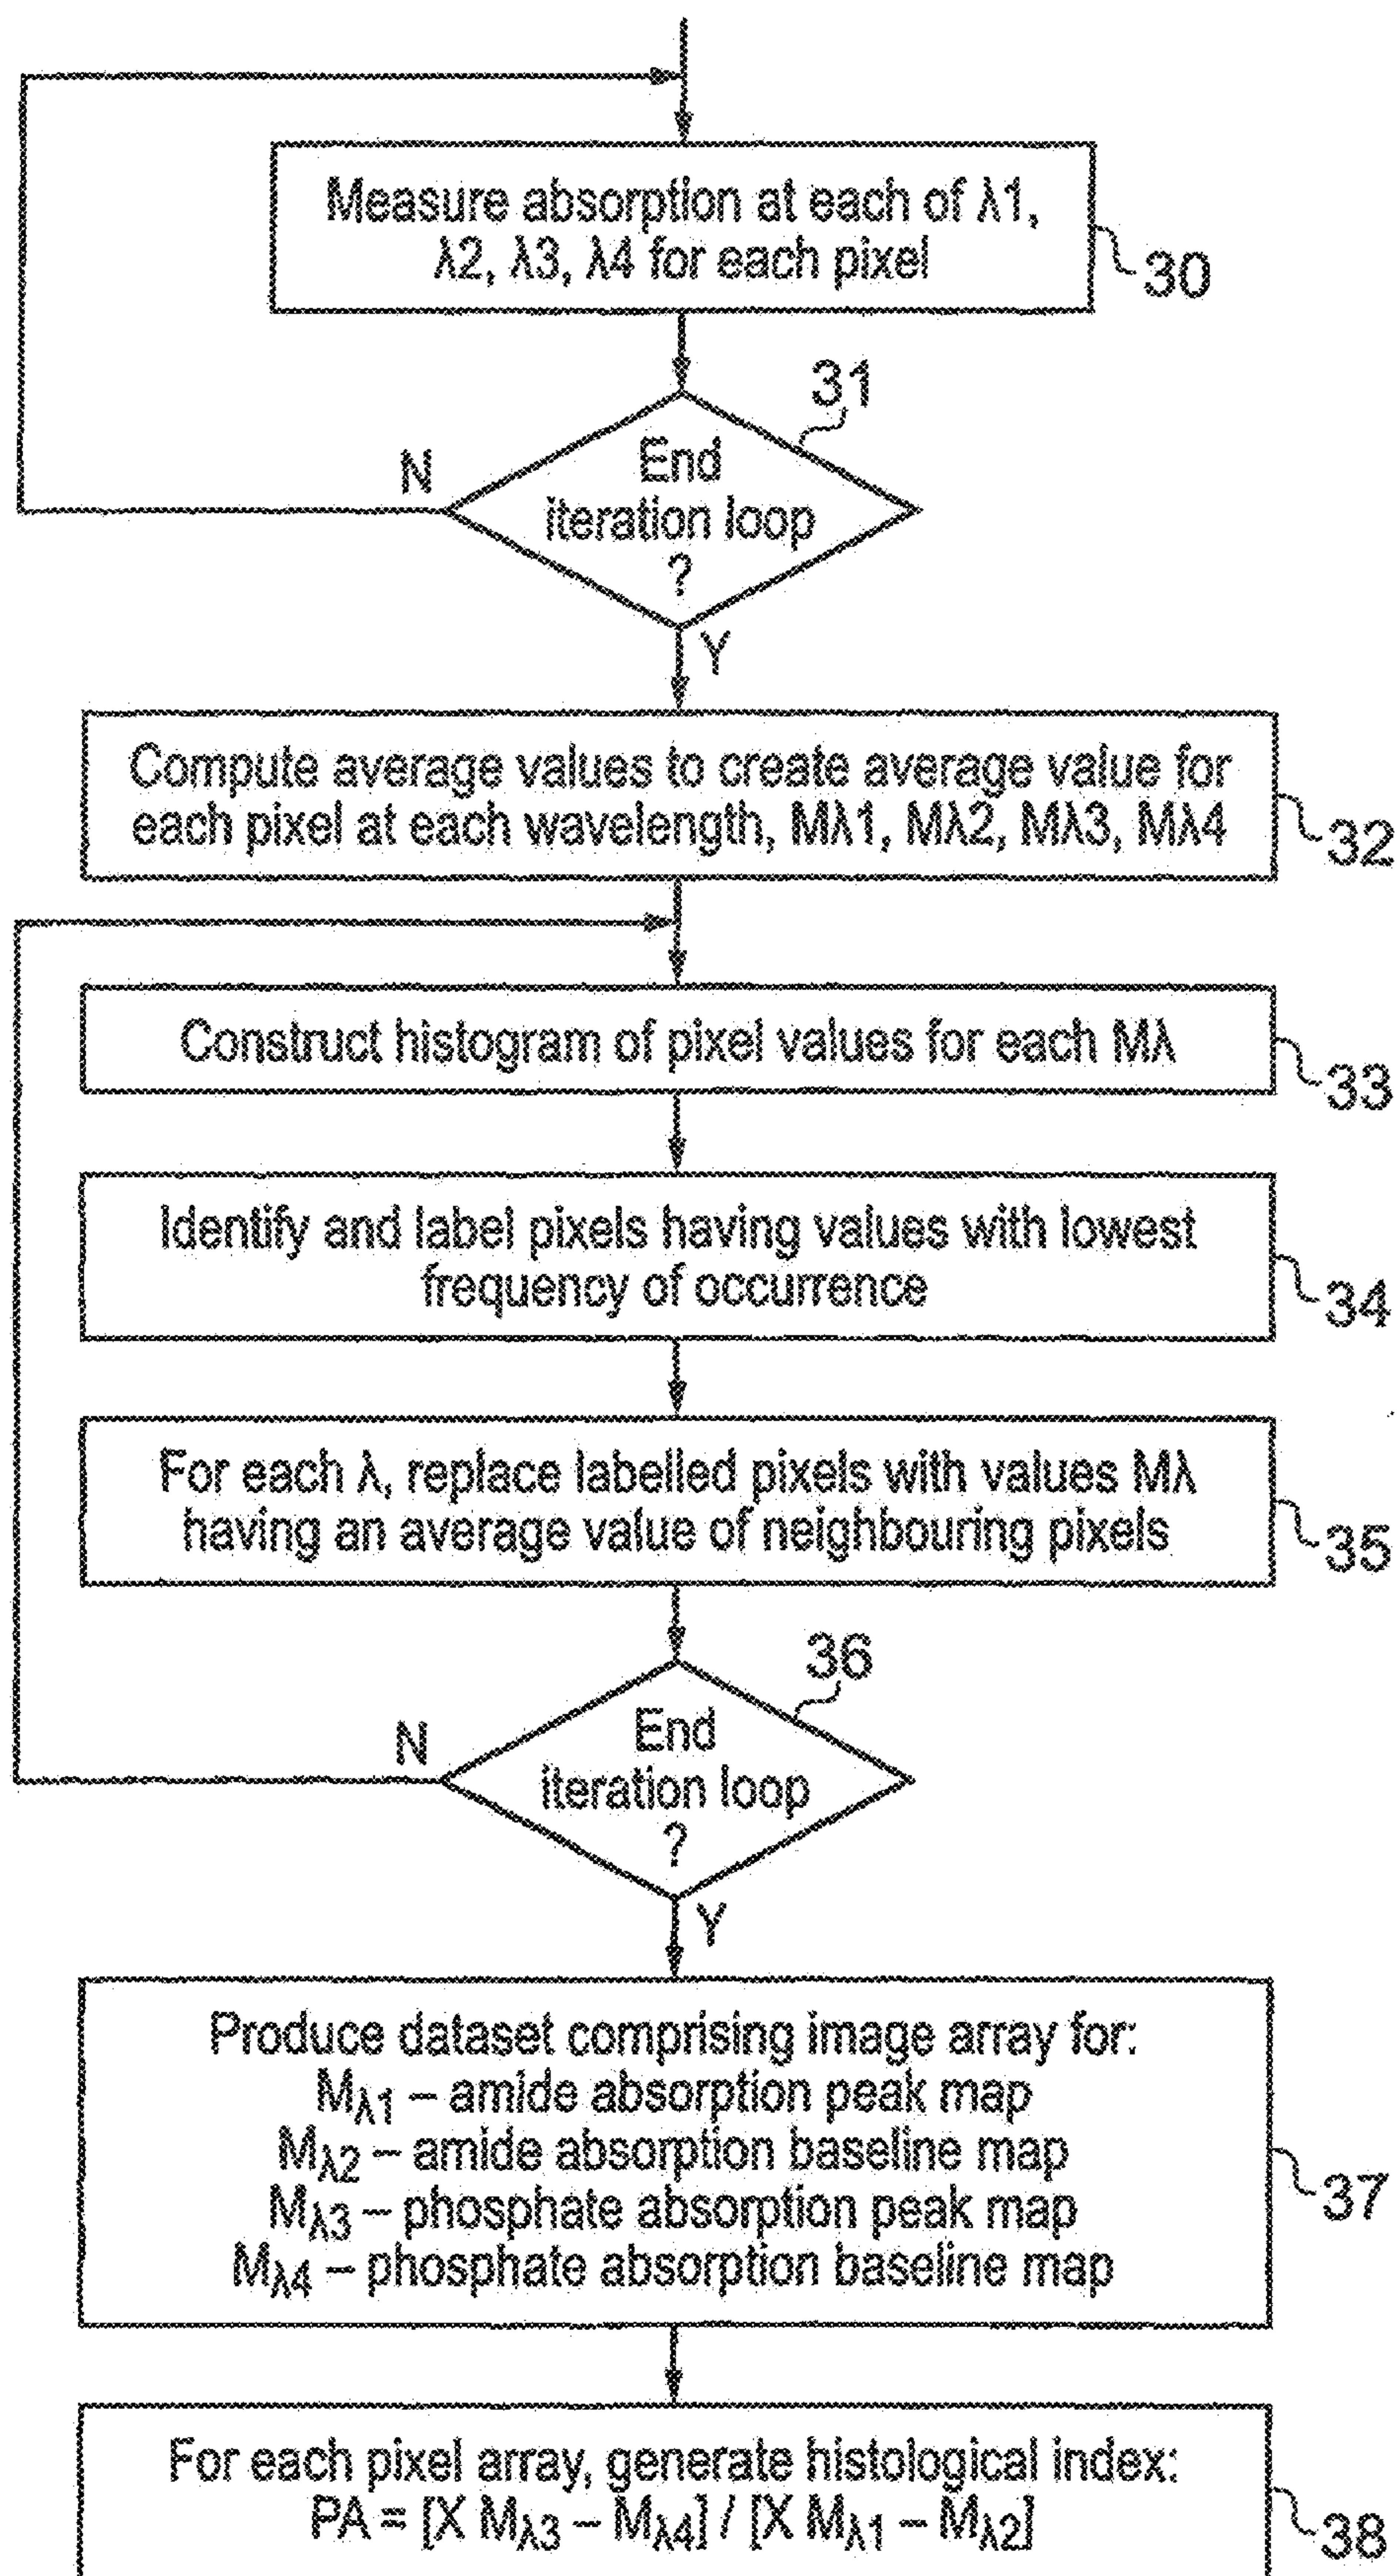 Measure absorption at each of λ1,
λ2, λ3, λ4 for each pixel
30
31
End
iteration loop
?
N
Y
Compute average values to create average value for
each pixel at each wavelength, Mλ1, Mλ2, Mλ3, Mλ4
32
Construct histogram of pixel values for each Mλ
33
Identify and label pixels having values with lowest
frequency of occurrence
34
For each λ, replace labelled pixels with values Mλ
having an average value of neighbouring pixels
35
36
End
iteration loop
?
N
Y
Produce dataset comprising image array for:
Mλ1 – amide absorption peak map
Mλ2 – amide absorption baseline map
Mλ3 – phosphate absorption peak map
Mλ4 – phosphate absorption baseline map
37
For each pixel array, generate histological index:
PA = [X Mλ3 – Mλ4] / [X Mλ1 – Mλ2]
38